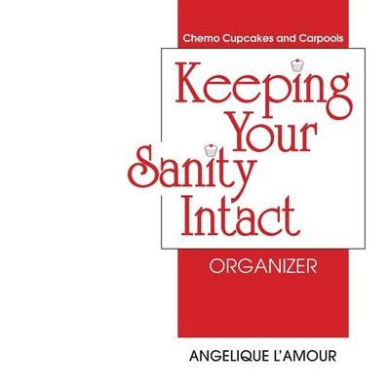 Chemo Cupcakes and Carpools
Keeping
Your
Sanity
Intact
ORGANIZER
ANGELIQUE L'AMOUR